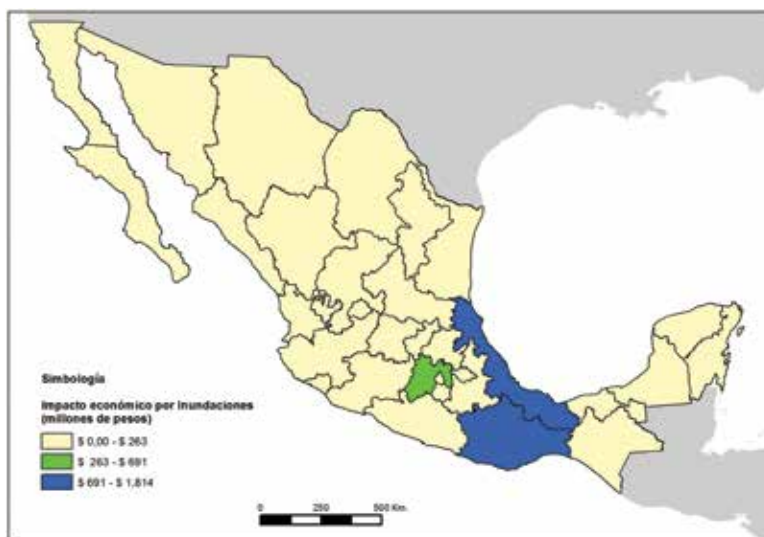 Simbología
Impacto económico por Inundaciones
(millones de pesos)
$ 0,00 - $ 263
$ 263 - $ 691
$ 691 - $ 1,814
0 250 500 Km.